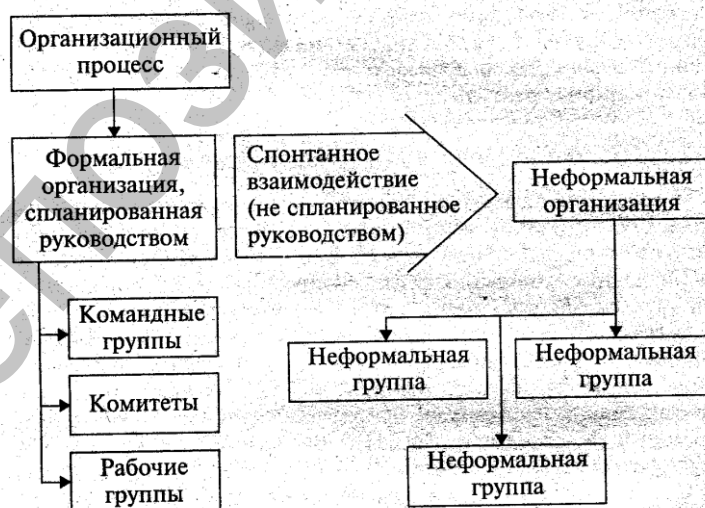 Организационный
процесс
Формальная
организация,
спланированная
руководством
Спонтанное
взаимодействие
(не спланированное
руководством)
Неформальная
организация
Командные
группы
Комитеты
Рабочие
группы
Неформальная
группа
Неформальная
группа
Неформальная
группа